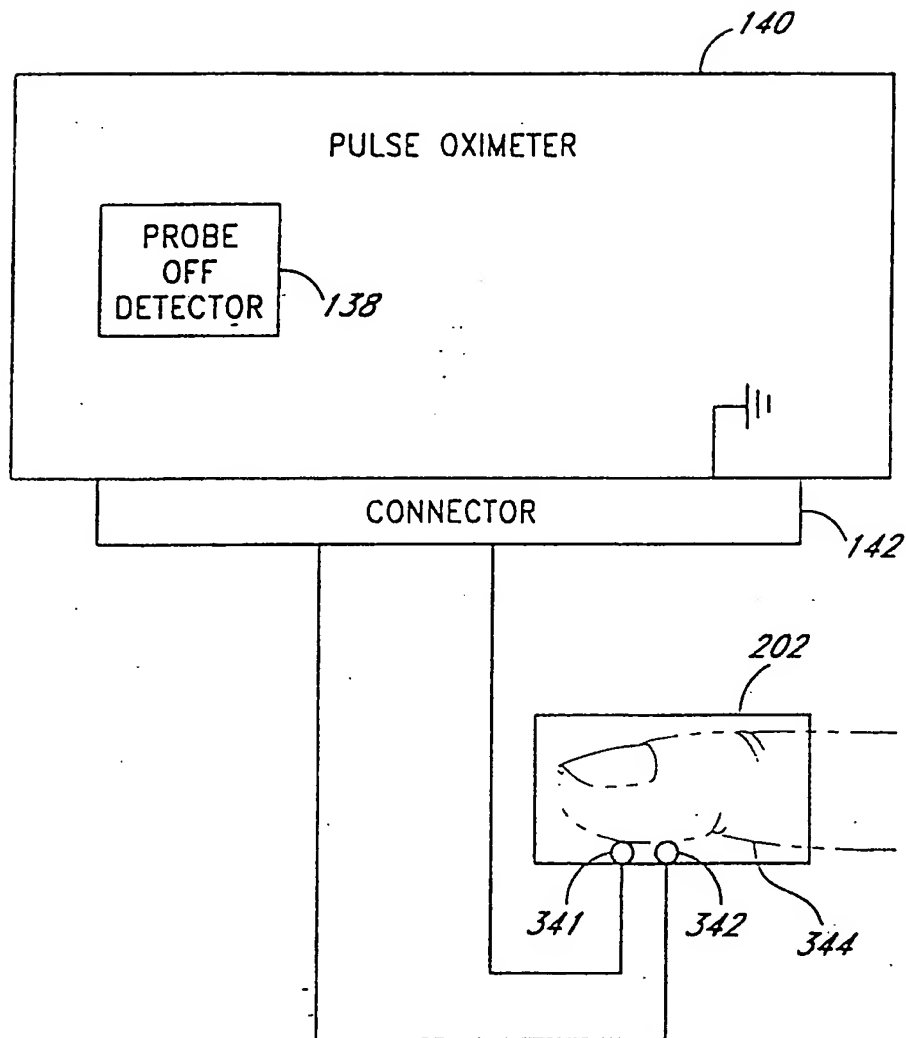 140
PULSE OXIMETER
PROBE
OFF
DETECTOR
138
CONNECTOR
142
202
341
342
344